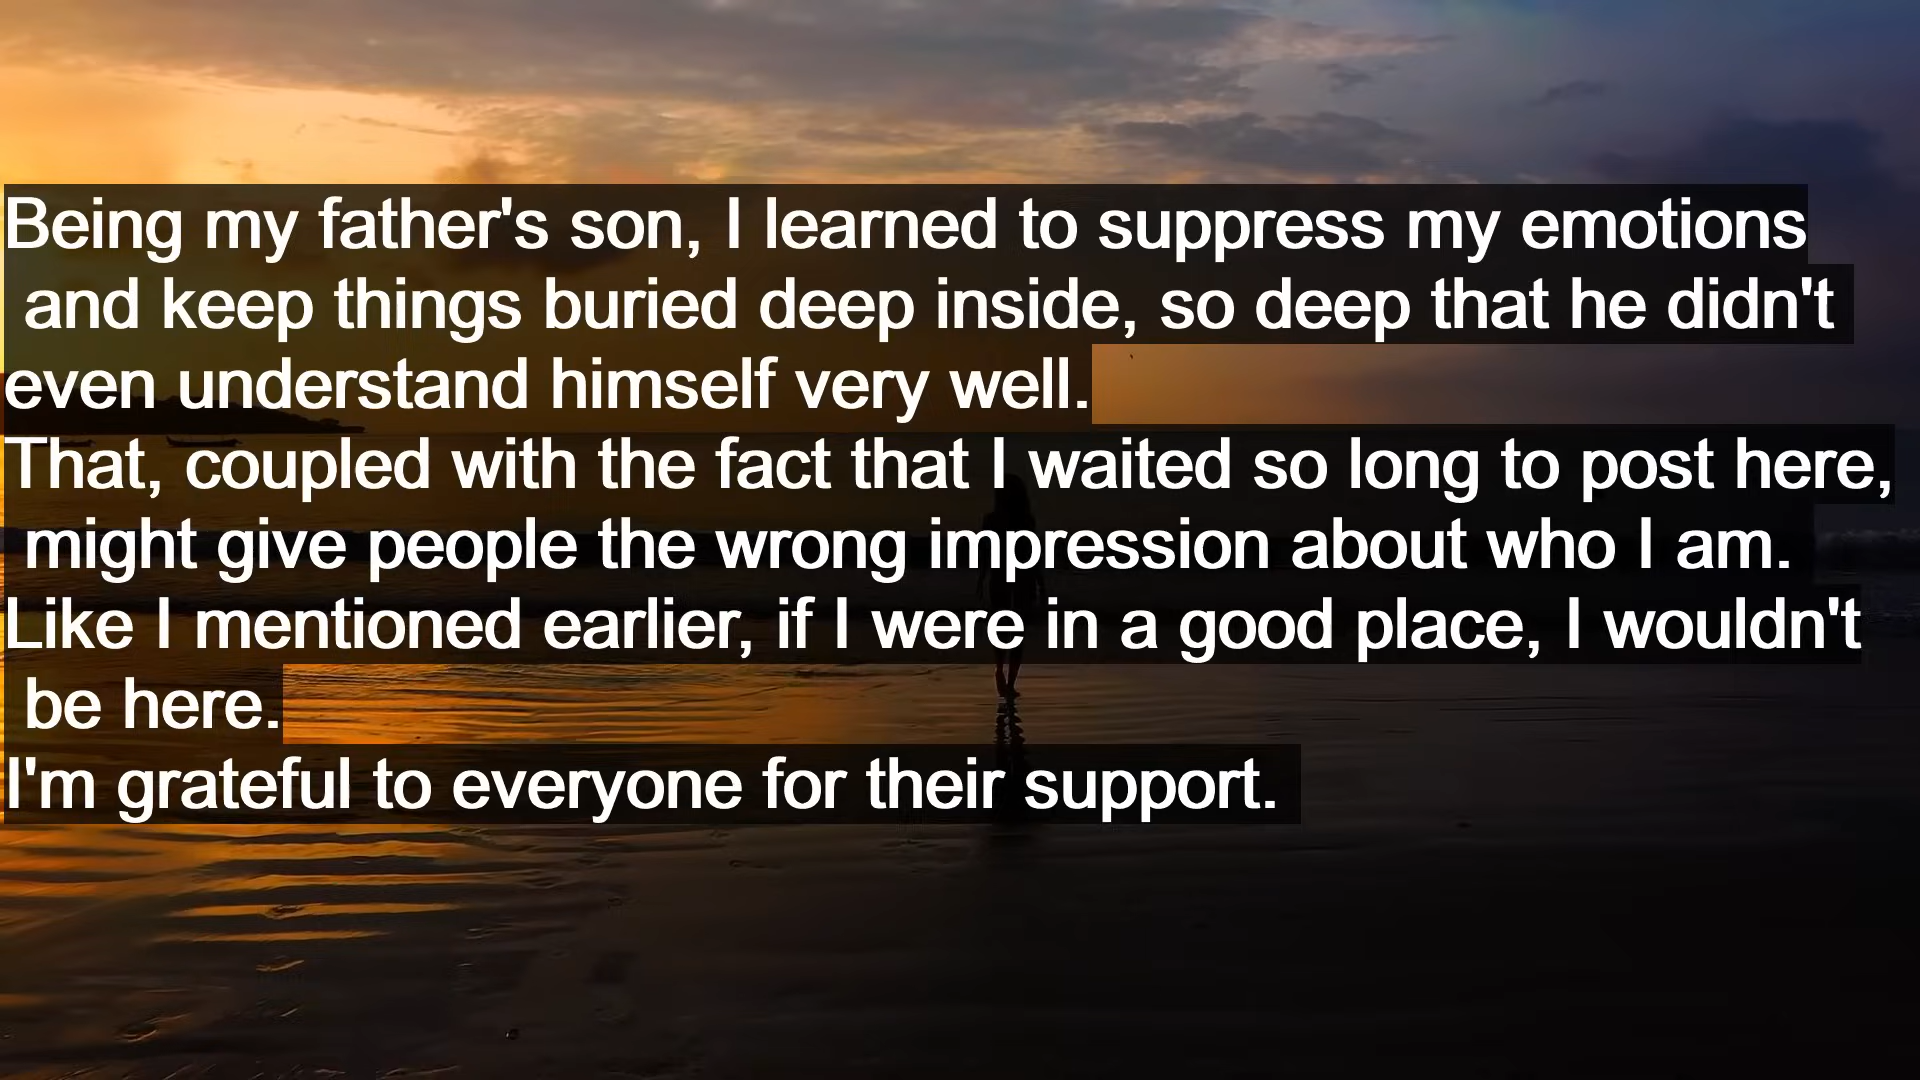 Being my father's son, I learned to suppress my emotions
and keep things buried deep inside, so deep that he didn't
even understand himself very well.
That, coupled with the fact that I waited so long to post here,
might give people the wrong impression about who I am.
Like I mentioned earlier, if I were in a good place, I wouldn't
be here.
I'm grateful to everyone for their support.